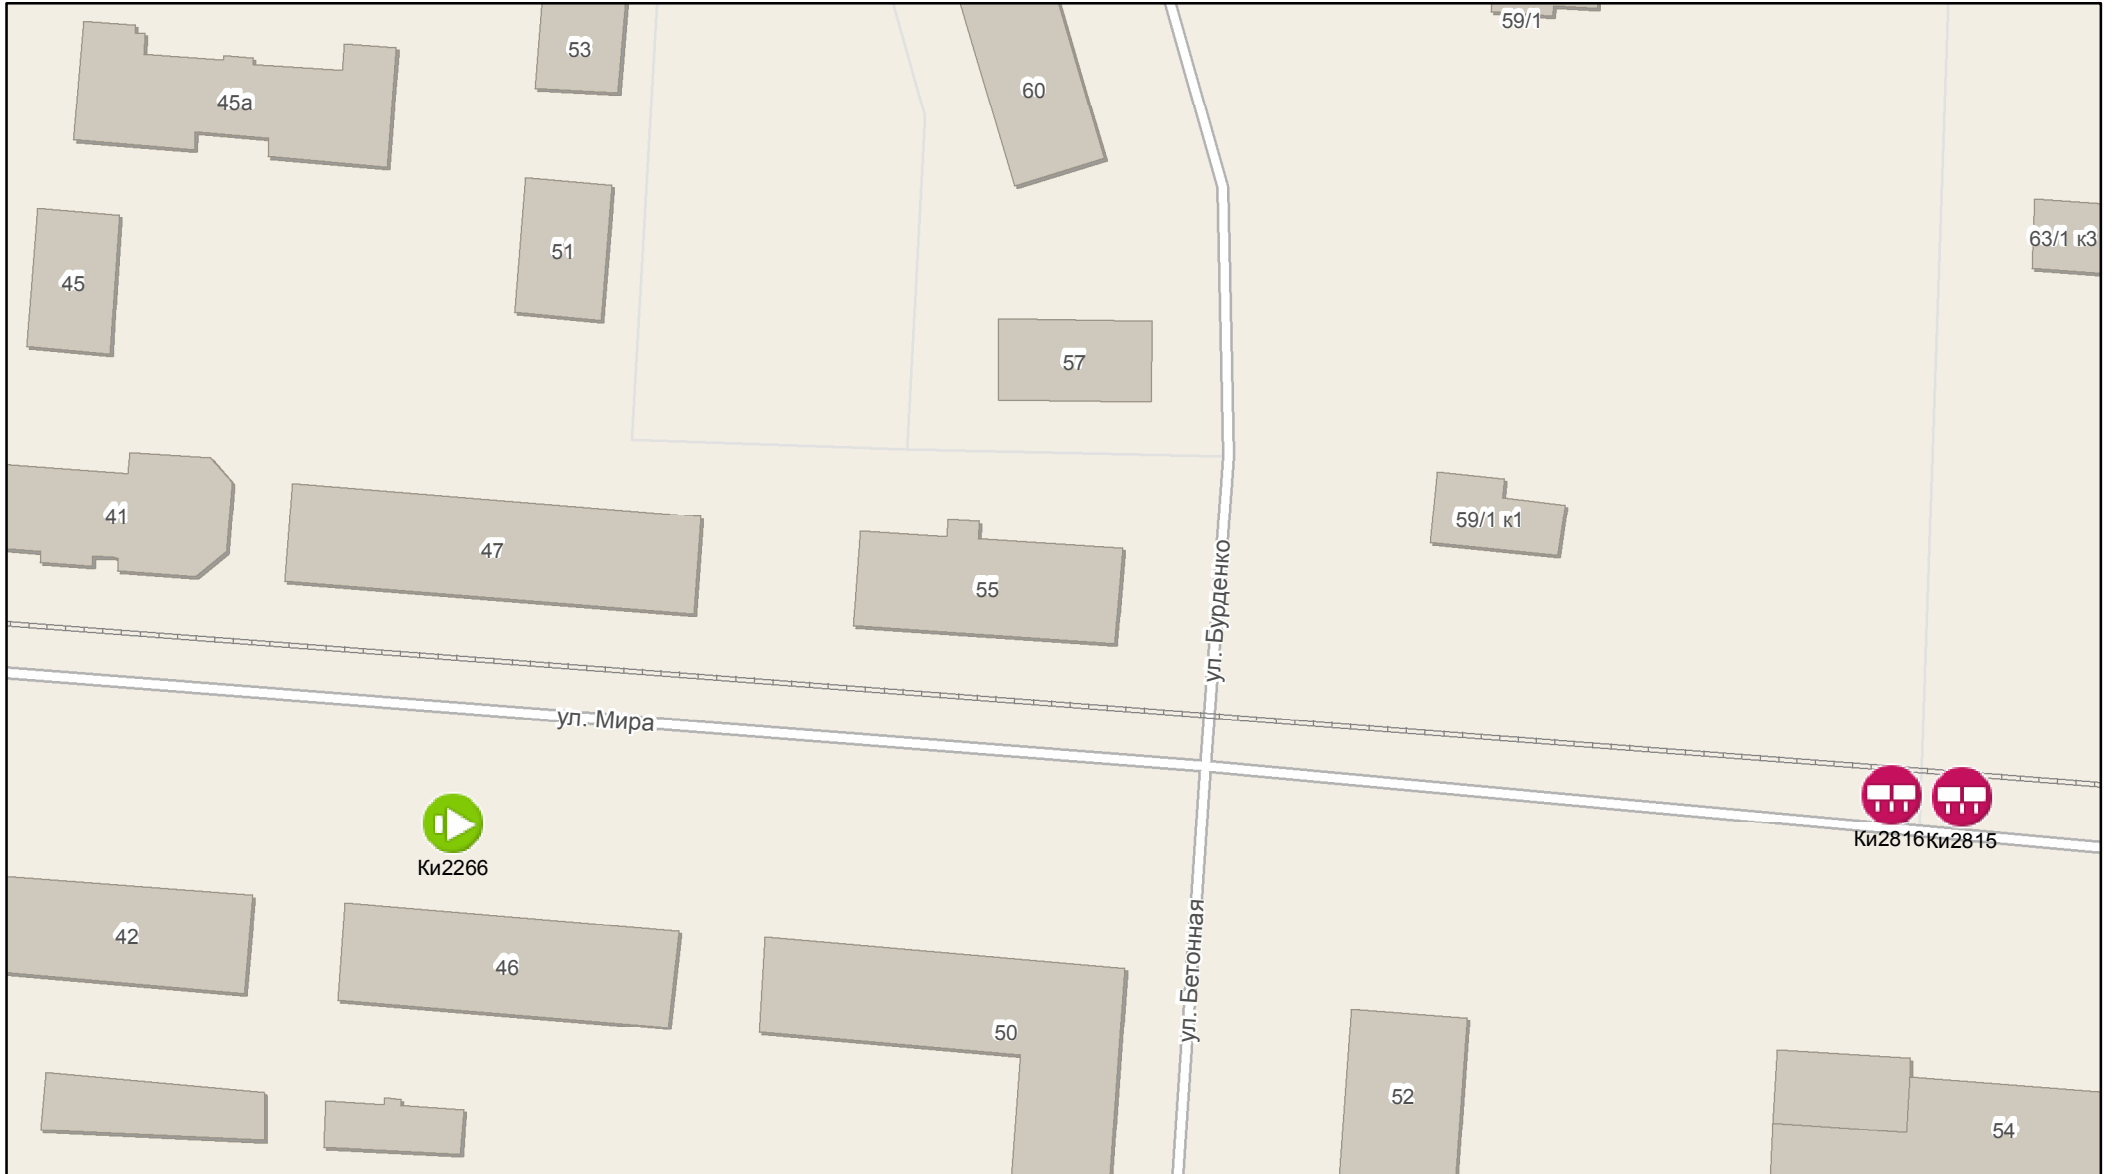 59/1
53
60
45а
63/1 к3
51
45
57
41
59/1 к1
47
55
ул. Бурденко
ул. Мира
Ки2816
Ки2815
Ки2266
42
46
ул. Бетонная
50
52
54